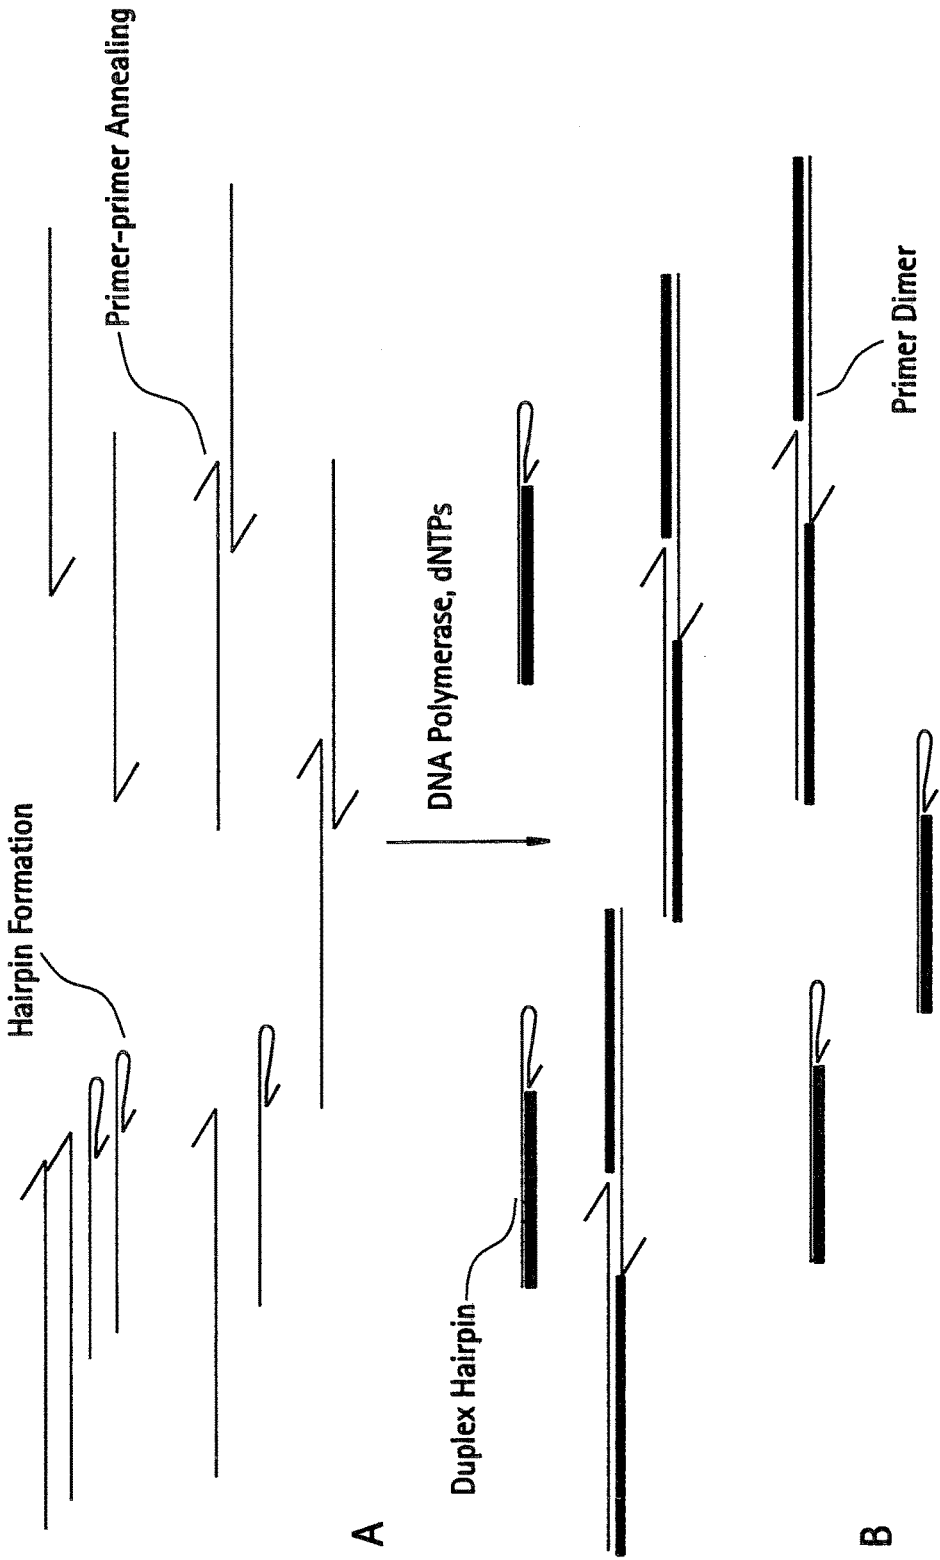 Hairpin Formation
Primer-primer Annealing
A
DNA Polymerase, dNTPs
Duplex Hairpin
Primer Dimer
B